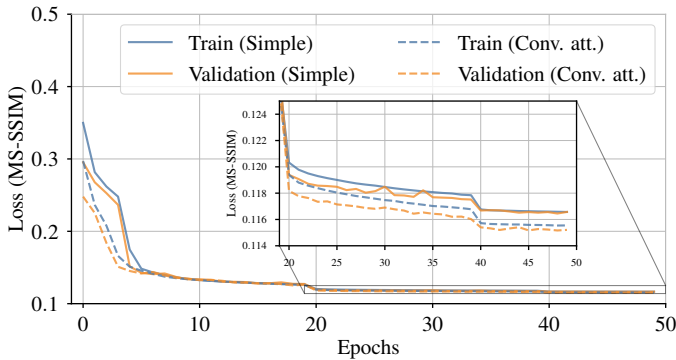 0.5
Train (Simple) Train (Conv. att.)
Validation (Simple) Validation (Conv. att.)
0.4
0.3
0.2
0.1
Loss (MS-SSIM)
0.124
0.122
0.120
0.118
0.116
0.114
Loss (MS-SSIM)
20 25 30 35 40 45 50
0 10 20 30 40 50
Epochs